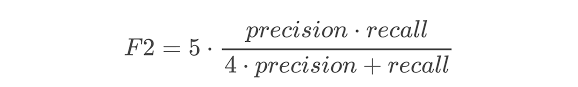 F2 = 5 · precision · recall / 4 · precision + recall